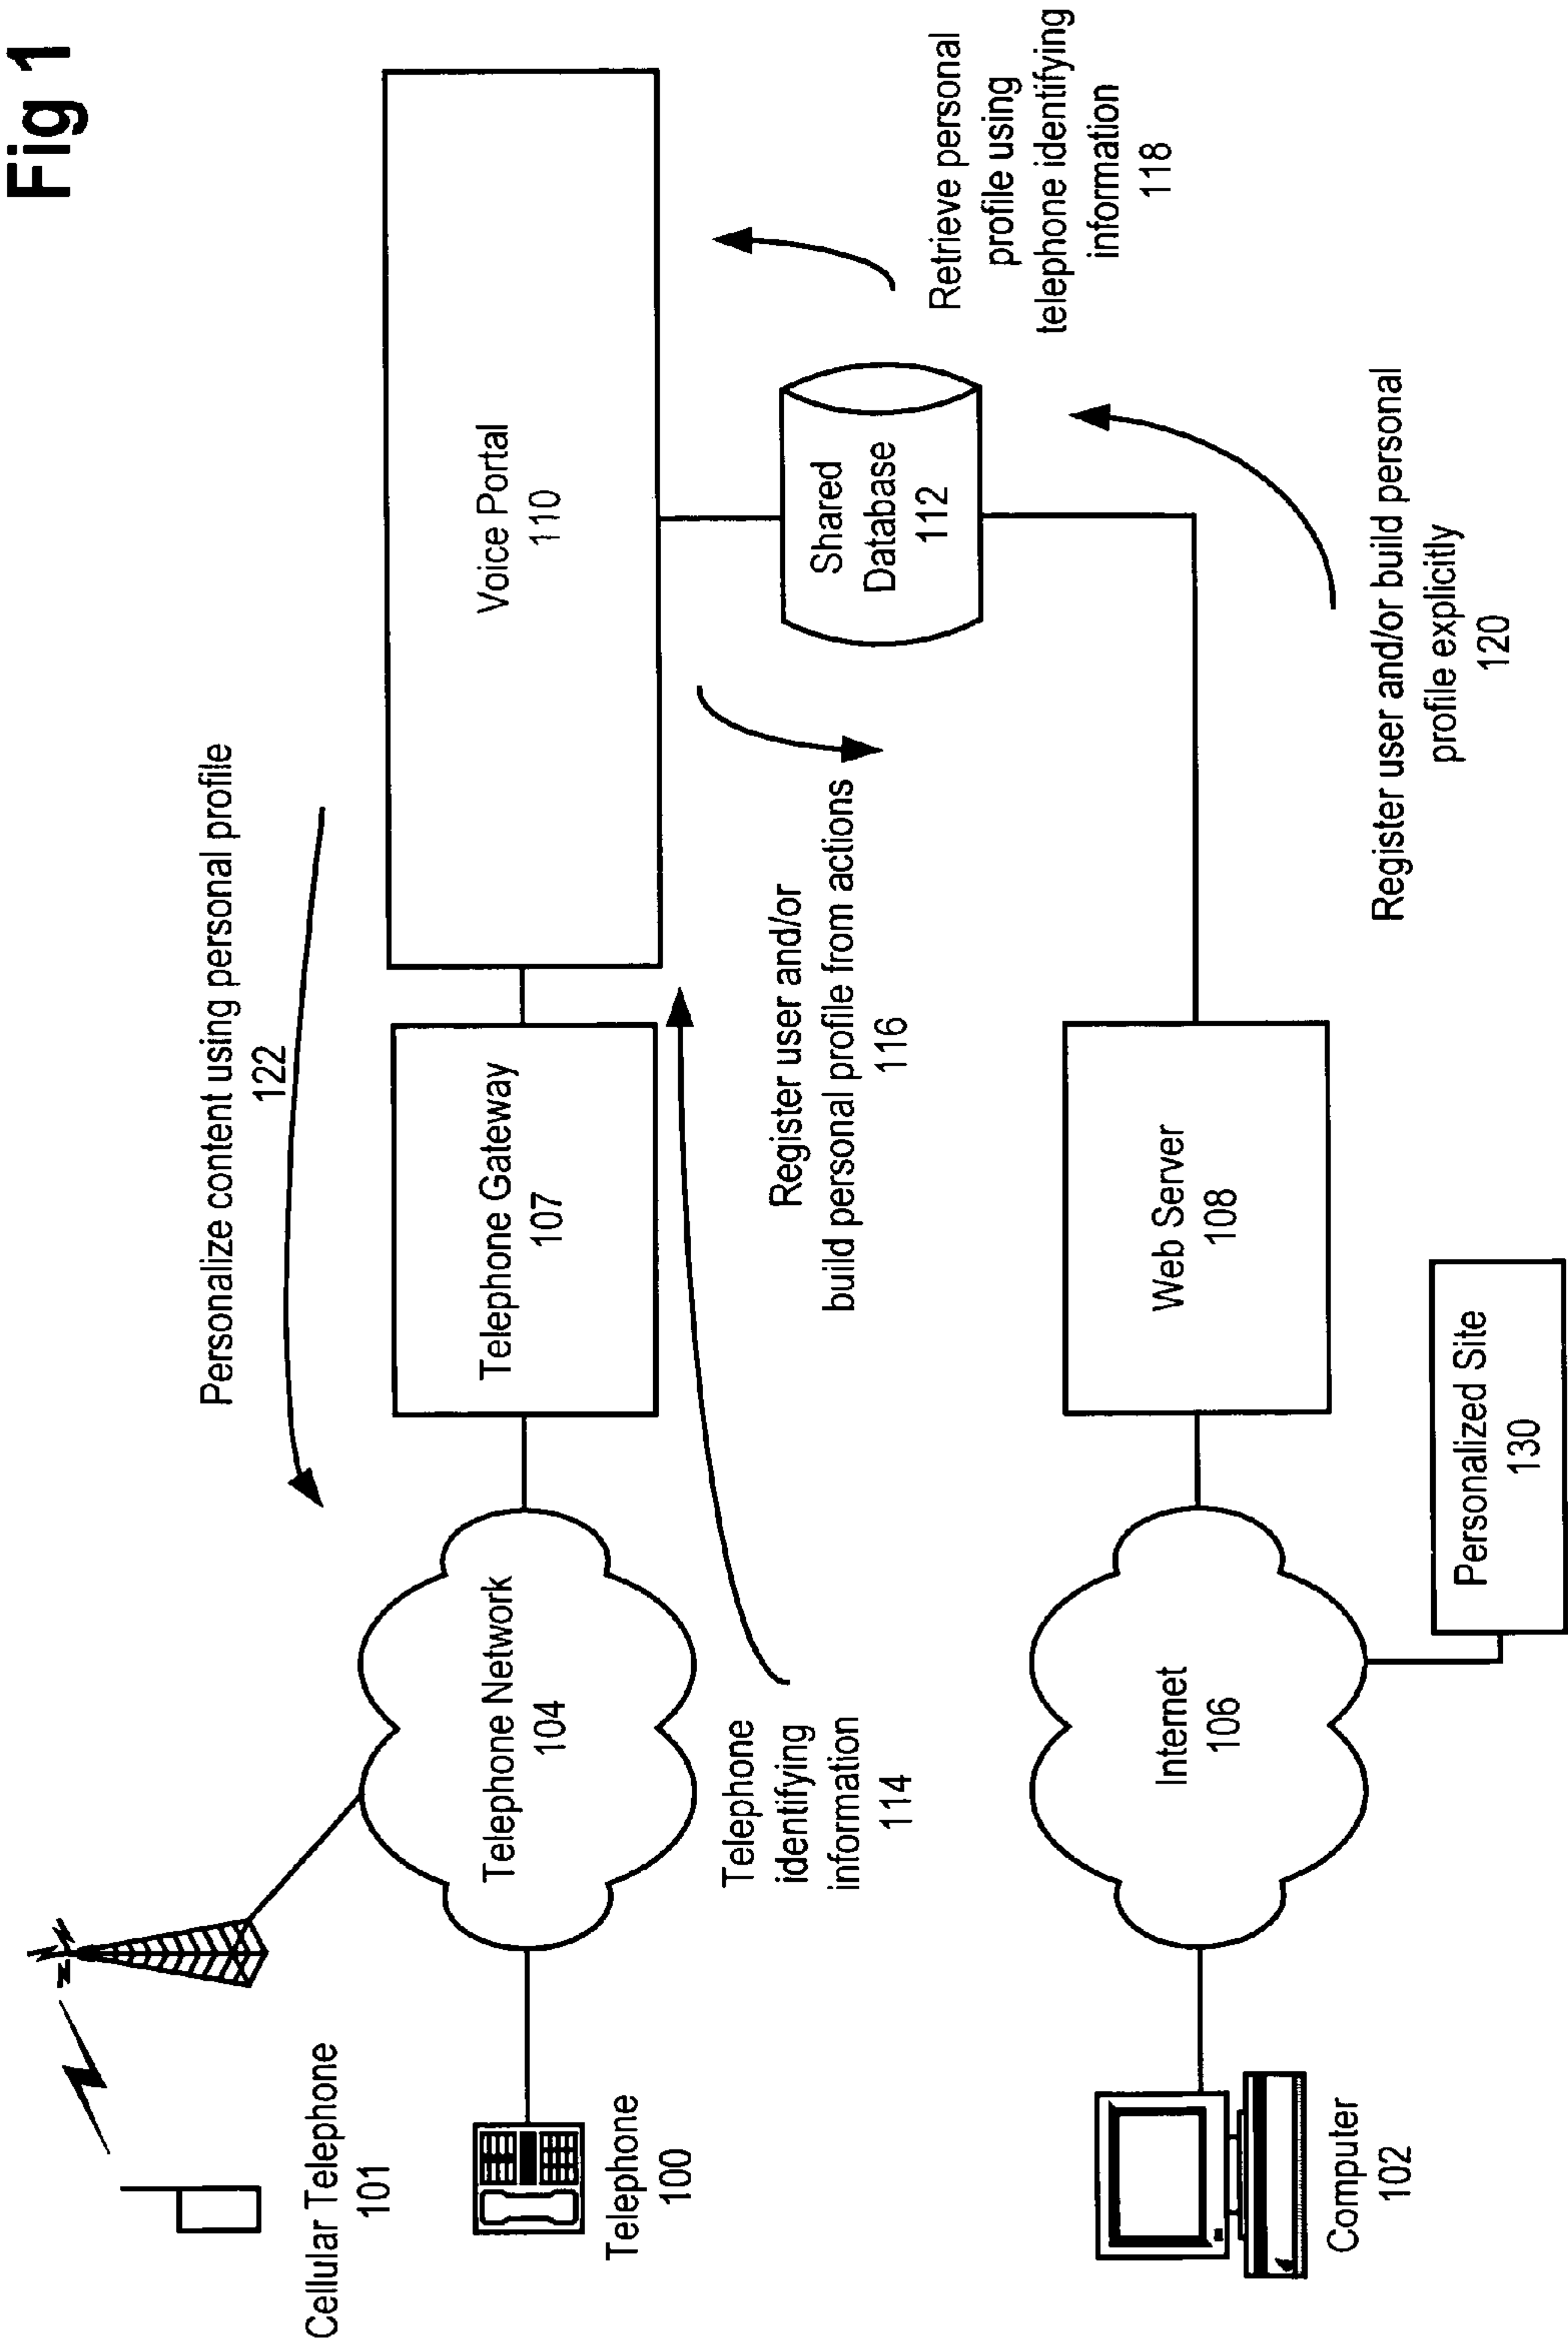 Fig 1
Personalize content using personal profile
122
Cellular Telephone
101
Telephone
100
Telephone Network
104
Telephone Gateway
107
Voice Portal
110
Telephone
identifying
information
114
Register user and/or
build personal profile from actions
116
Shared
Database
112
Retrieve personal
profile using
telephone identifying
information
118
Computer
102
Internet
106
Web Server
108
Register user and/or build personal
profile explicitly
120
Personalized Site
130